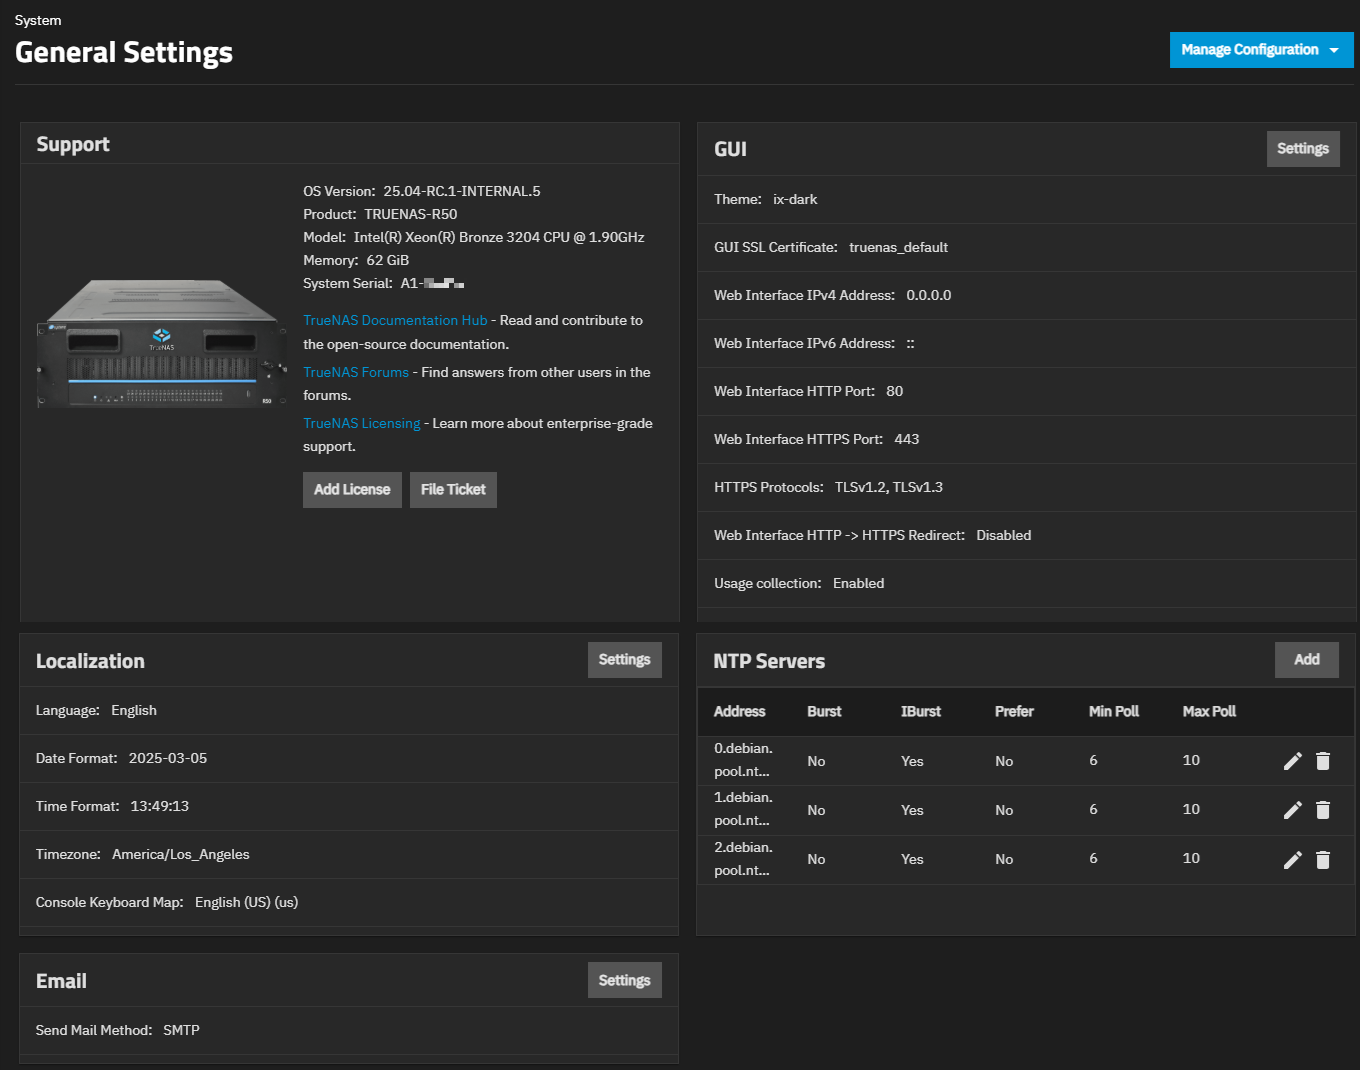 System
General Settings
Manage Configuration
Support
OS Version: 25.04-RC.1-INTERNAL.5
Product: TRUENAS-R50
Model: Intel(R) Xeon(R) Bronze 3204 CPU @ 1.90GHz
Memory: 62 GiB
System Serial: A1-
TrueNAS
R50
TrueNAS Documentation Hub - Read and contribute to
the open-source documentation.
TrueNAS Forums - Find answers from other users in the
forums.
TrueNAS Licensing - Learn more about enterprise-grade
support.
Add License
File Ticket
GUI
Settings
Theme: ix-dark
GUI SSL Certificate: truenas_default
Web Interface IPv4 Address: 0.0.0.0
Web Interface IPv6 Address: ::
Web Interface HTTP Port: 80
Web Interface HTTPS Port: 443
HTTPS Protocols: TLSv1.2, TLSv1.3
Web Interface HTTP -> HTTPS Redirect: Disabled
Usage collection: Enabled
Localization
Settings
Language: English
Date Format: 2025-03-05
Time Format: 13:49:13
Timezone: America/Los_Angeles
Console Keyboard Map: English (US) (us)
NTP Servers
Add
Address Burst IBurst Prefer Min Poll Max Poll
0.debian.
pool.nt... No Yes No 6 10
1.debian.
pool.nt... No Yes No 6 10
2.debian.
pool.nt... No Yes No 6 10
Email
Settings
Send Mail Method: SMTP